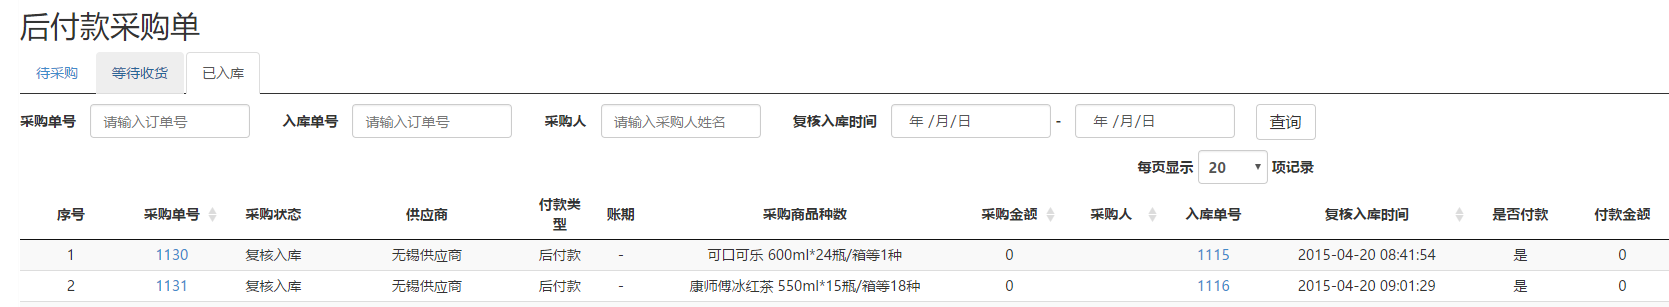 后付款采购单
待采购 等待收货 已入库
采购单号 请输入订单号 入库单号 请输入订单号 采购人 请输入采购人姓名 复核入库时间 年 /月/日 - 年 /月/日 查询
每页显示 20 项记录
序号 采购单号 采购状态 供应商 付款类型 账期 采购商品种数 采购金额 采购人 入库单号 复核入库时间 是否付款 付款金额
1 1130 复核入库 无锡供应商 后付款 - 可口可乐 600ml*24瓶/箱等1种 0 1115 2015-04-20 08:41:54 是 0
2 1131 复核入库 无锡供应商 后付款 - 康师傅冰红茶 550ml*15瓶/箱等18种 0 1116 2015-04-20 09:01:29 是 0